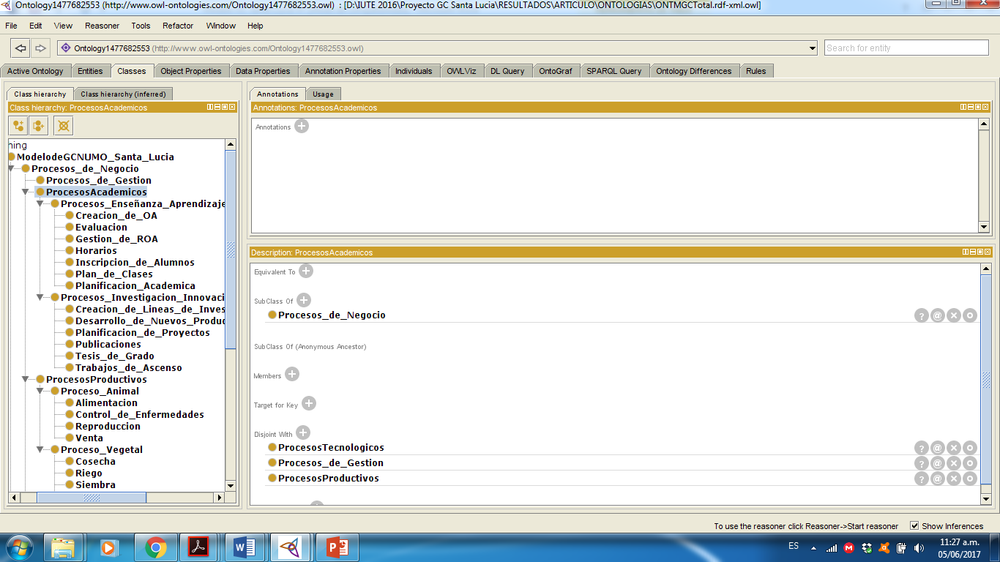 Ontology1477682553 (http://www.owl-ontologies.com/Ontology1477682553.owl) : [D:\IUTE 2016\Proyecto GC Santa Lucia\RESULTADOS\ARTICULO\ONTOLOGIAS\ONTMGCTotal.rdf-xml.owl]
File Edit View Reasoner Tools Refactor Window Help
Ontology1477682553 (http://www.owl-ontologies.com/Ontology1477682553.owl) Search for entity
Active Ontology Entities Classes Object Properties Data Properties Annotation Properties Individuals OWLViz DL Query OntoGraf SPARQL Query Ontology Differences Rules
Class hierarchy Class hierarchy (inferred)
Class hierarchy: ProcesosAcademicos
hing
ModelodeGCNUMO_Santa_Lucia
Procesos_de_Negocio
Procesos_de_Gestion
ProcesosAcademicos
Procesos_Enseñanza_Aprendizaje
Creacion_de_OA
Evaluacion
Gestion_de_ROA
Horarios
Inscripcion_de_Alumnos
Plan_de_Clases
Planificacion_Academica
Procesos_Investigacion_Innovaci
Creacion_de_Lineas_de_Inves
Desarrollo_de_Nuevos_Produc
Planificacion_de_Proyectos
Publicaciones
Tesis_de_Grado
Trabajos_de_Ascenso
ProcesosProductivos
Proceso_Animal
Alimentacion
Control_de_Enfermedades
Reproduccion
Venta
Proceso_Vegetal
Cosecha
Riego
Siembra
Annotations Usage
Annotations: ProcesosAcademicos
Annotations
Description: ProcesosAcademicos
Equivalent To
SubClass Of
Procesos_de_Negocio
SubClass Of (Anonymous Ancestor)
Members
Target for Key
Disjoint With
ProcesosTecnologicos
Procesos_de_Gestion
ProcesosProductivos
To use the reasoner click Reasoner->Start reasoner Show Inferences
ES
11:27 a.m.
05/06/2017